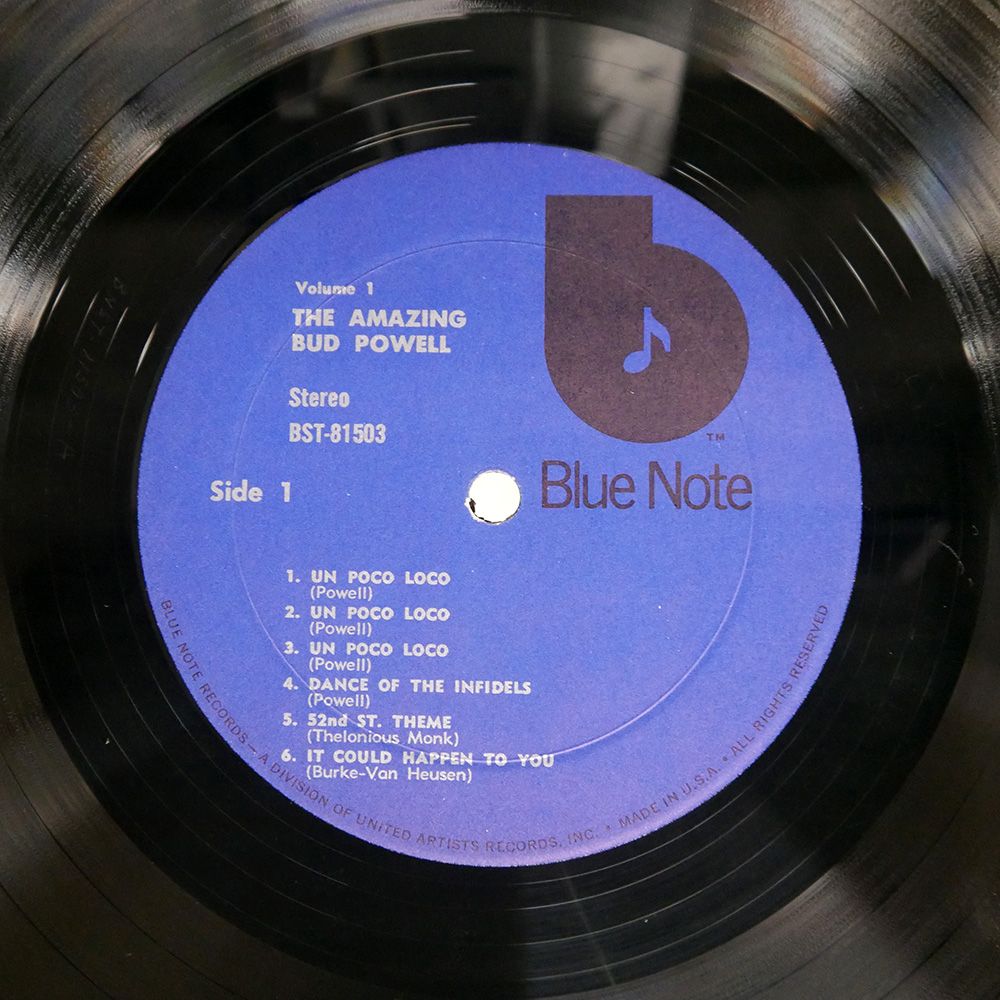 Volume 1
THE AMAZING
BUD POWELL
Stereo
BST-81503
Side 1
TM
Blue Note
1. UN POCO LOCO
(Powell)
2. UN POCO LOCO
(Powell)
3. UN POCO LOCO
(Powell)
4. DANCE OF THE INFIDELS
(Powell)
5. 52nd ST. THEME
(Thelonious Monk)
6. IT COULD HAPPEN TO YOU
(Burke-Van Heusen)
BLUE NOTE RECORDS – A DIVISION OF UNITED ARTISTS RECORDS, INC. • MADE IN U.S.A. • ALL RIGHTS RESERVED